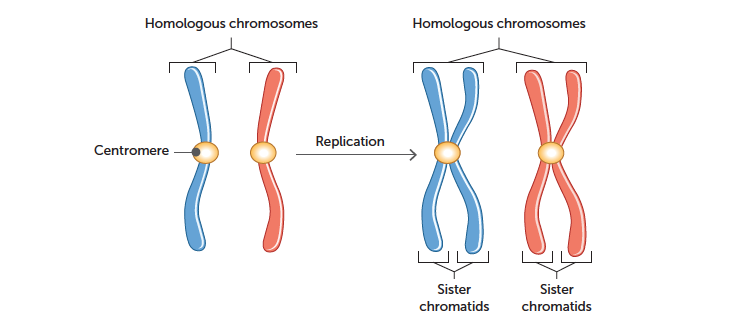 Homologous chromosomes
Homologous chromosomes
Centromere
Replication
Sister
chromatids
Sister
chromatids